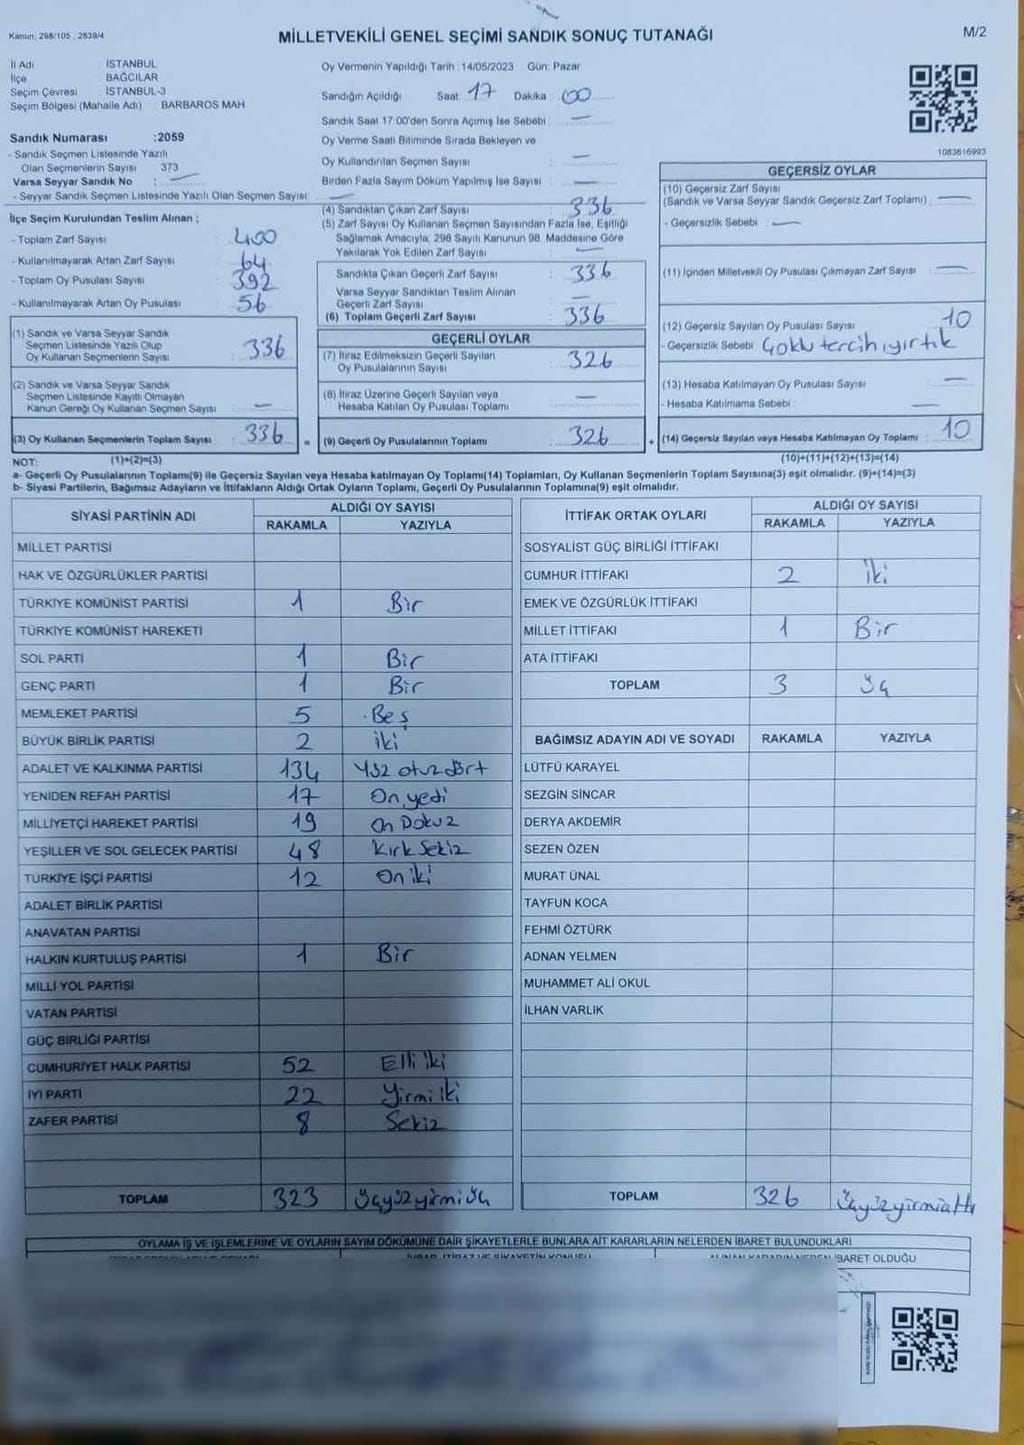 Kanun, 298/105, 2839/4
MİLLETVEKİLİ GENEL SEÇİMİ SANDIK SONUÇ TUTANAĞI
M/2
İl Adı : İSTANBUL
İlçe : BAĞCILAR
Seçim Çevresi : İSTANBUL-3
Seçim Bölgesi (Mahalle Adı) : BARBAROS MAH
Sandık Numarası :2059
- Sandık Seçmen Listesinde Yazılı
Olan Seçmenlerin Sayısı : 373
Varsa Seyyar Sandık No : —
- Seyyar Sandık Seçmen Listesinde Yazılı Olan Seçmen Sayısı: —
Oy Vermenin Yapıldığı Tarih :14/05/2023 Gün: Pazar
Sandığın Açıldığı Saat: 17 Dakika : 00
Sandık Saat 17:00'den Sonra Açmış İse Sebebi : —
Oy Verme Saati Bitiminde Sırada Bekleyen ve
Oy Kullandırılan Seçmen Sayısı : —
Birden Fazla Sayım Döküm Yapılmış İse Sayısı : —
1083616993
İlçe Seçim Kurulundan Teslim Alınan ;
- Toplam Zarf Sayısı : 400
- Kullanılmayarak Artan Zarf Sayısı : 64
- Toplam Oy Pusulası Sayısı : 392
- Kullanılmayarak Artan Oy Pusulası : 56
(1) Sandık ve Varsa Seyyar Sandık
Seçmen Listesinde Yazılı Olup
Oy Kullanan Seçmenlerin Sayısı : 336
(2) Sandık ve Varsa Seyyar Sandık
Seçmen Listesinde Kayıtlı Olmayan
Kanun Gereği Oy Kullanan Seçmen Sayısı : —
(3) Oy Kullanan Seçmenlerin Toplam Sayısı : 336 =
(4) Sandıktan Çıkan Zarf Sayısı : 336
(5) Zarf Sayısı Oy Kullanan Seçmen Sayısından Fazla İse, Eşitliği
Sağlamak Amacıyla; 298 Sayılı Kanunun 98. Maddesine Göre
Yakılarak Yok Edilen Zarf Sayısı : —
Sandıkta Çıkan Geçerli Zarf Sayısı : 336
Varsa Seyyar Sandıktan Teslim Alınan
Geçerli Zarf Sayısı : —
(6) Toplam Geçerli Zarf Sayısı : 336
GEÇERLİ OYLAR
(7) İtiraz Edilmeksizin Geçerli Sayılan
Oy Pusulalarının Sayısı : 326
(8) İtiraz Üzerine Geçerli Sayılan veya
Hesaba Katılan Oy Pusulası Toplamı : —
(9) Geçerli Oy Pusulalarının Toplamı : 326 +
GEÇERSİZ OYLAR
(10) Geçersiz Zarf Sayısı
(Sandık ve Varsa Seyyar Sandık Geçersiz Zarf Toplamı) : —
- Geçersizlik Sebebi : —
(11) İçinden Milletvekili Oy Pusulası Çıkmayan Zarf Sayısı : —
(12) Geçersiz Sayılan Oy Pusulası Sayısı : 10
- Geçersizlik Sebebi : Çoklu tercih, yırtık
(13) Hesaba Katılmayan Oy Pusulası Sayısı : —
- Hesaba Katılmama Sebebi : —
(14) Geçersiz Sayılan veya Hesaba Katılmayan Oy Toplamı : 10
NOT: (1)+(2)=(3)
(10)+(11)+(12)+(13)=(14)
a- Geçerli Oy Pusulalarının Toplamı(9) ile Geçersiz Sayılan veya Hesaba katılmayan Oy Toplamı(14) Toplamları, Oy Kullanan Seçmenlerin Toplam Sayısına(3) eşit olmalıdır. (9)+(14)=(3)
b- Siyasi Partilerin, Bağımsız Adayların ve İttifakların Aldığı Ortak Oyların Toplamı, Geçerli Oy Pusulalarının Toplamına(9) eşit olmalıdır.
SİYASİ PARTİNİN ADI ALDIĞI OY SAYISI
RAKAMLA YAZIYLA
MİLLET PARTİSİ
HAK VE ÖZGÜRLÜKLER PARTİSİ
TÜRKİYE KOMÜNİST PARTİSİ 1 Bir
TÜRKİYE KOMÜNİST HAREKETİ
SOL PARTİ 1 Bir
GENÇ PARTİ 1 Bir
MEMLEKET PARTİSİ 5 Beş
BÜYÜK BİRLİK PARTİSİ 2 iki
ADALET VE KALKINMA PARTİSİ 134 Yüz otuz dört
YENİDEN REFAH PARTİSİ 17 On yedi
MİLLİYETÇİ HAREKET PARTİSİ 19 On Dokuz
YEŞİLLER VE SOL GELECEK PARTİSİ 48 Kırk Sekiz
TÜRKİYE İŞÇİ PARTİSİ 12 On iki
ADALET BİRLİK PARTİSİ
ANAVATAN PARTİSİ
HALKIN KURTULUŞ PARTİSİ 1 Bir
MİLLİ YOL PARTİSİ
VATAN PARTİSİ
GÜÇ BİRLİĞİ PARTİSİ
CUMHURİYET HALK PARTİSİ 52 Elli iki
İYİ PARTİ 22 Yirmi iki
ZAFER PARTİSİ 8 Sekiz
TOPLAM 323 Üçyüz yirmi üç
İTTİFAK ORTAK OYLARI ALDIĞI OY SAYISI
RAKAMLA YAZIYLA
SOSYALİST GÜÇ BİRLİĞİ İTTİFAKI
CUMHUR İTTİFAKI 2 İki
EMEK VE ÖZGÜRLÜK İTTİFAKI
MİLLET İTTİFAKI 1 Bir
ATA İTTİFAKI
TOPLAM 3 Üç
BAĞIMSIZ ADAYIN ADI VE SOYADI RAKAMLA YAZIYLA
LÜTFÜ KARAYEL
SEZGİN SİNCAR
DERYA AKDEMİR
SEZEN ÖZEN
MURAT ÜNAL
TAYFUN KOCA
FEHMİ ÖZTÜRK
ADNAN YELMEN
MUHAMMET ALİ OKUL
İLHAN VARLIK
TOPLAM 326 Üçyüz yirmi altı
OYLAMA İŞ VE İŞLEMLERİNE VE OYLARIN SAYIM DÖKÜMÜNE DAİR ŞİKAYETLERLE BUNLARA AİT KARARLARIN NELERDEN İBARET BULUNDUKLARI
İHBAR, İTİRAZ VE ŞİKAYETİN KONUSU
ALINAN KARARIN NEDEN İBARET OLDUĞU